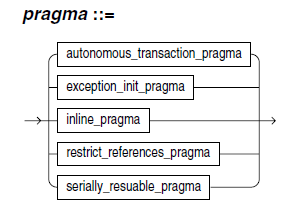 pragma ::=
autonomous_transaction_pragma
exception_init_pragma
inline_pragma
restrict_references_pragma
serially_resuable_pragma